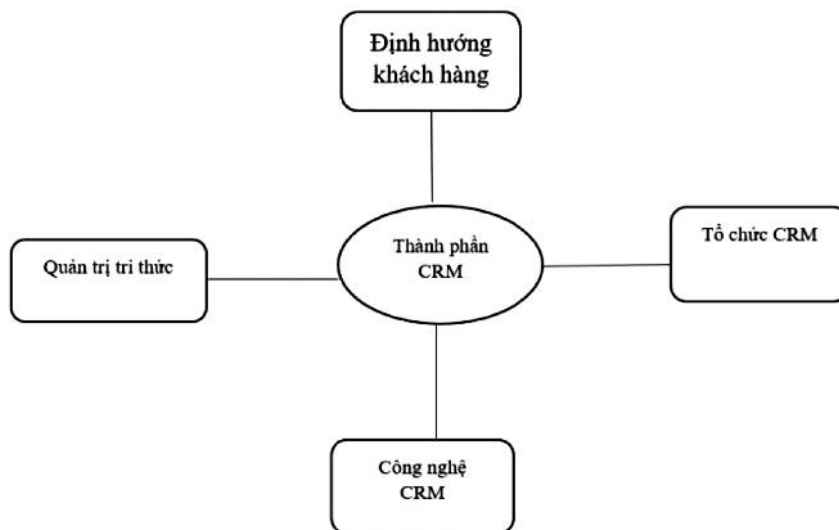 Định hướng
khách hàng
Thành phần
CRM
Tổ chức CRM
Quản trị tri thức
Công nghệ
CRM